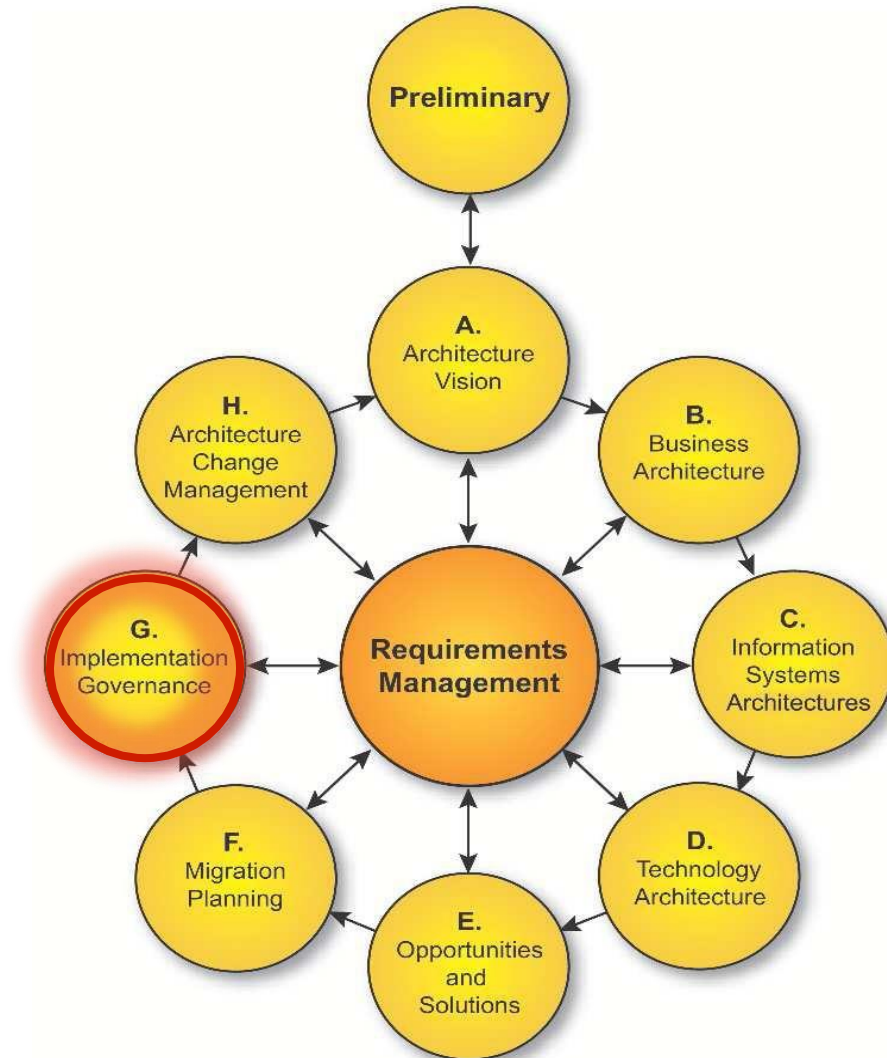 Preliminary
A.
Architecture
Vision
B.
Business
Architecture
C.
Information
Systems
Architectures
D.
Technology
Architecture
E.
Opportunities
and
Solutions
F.
Migration
Planning
G.
Implementation
Governance
H.
Architecture
Change
Management
Requirements
Management